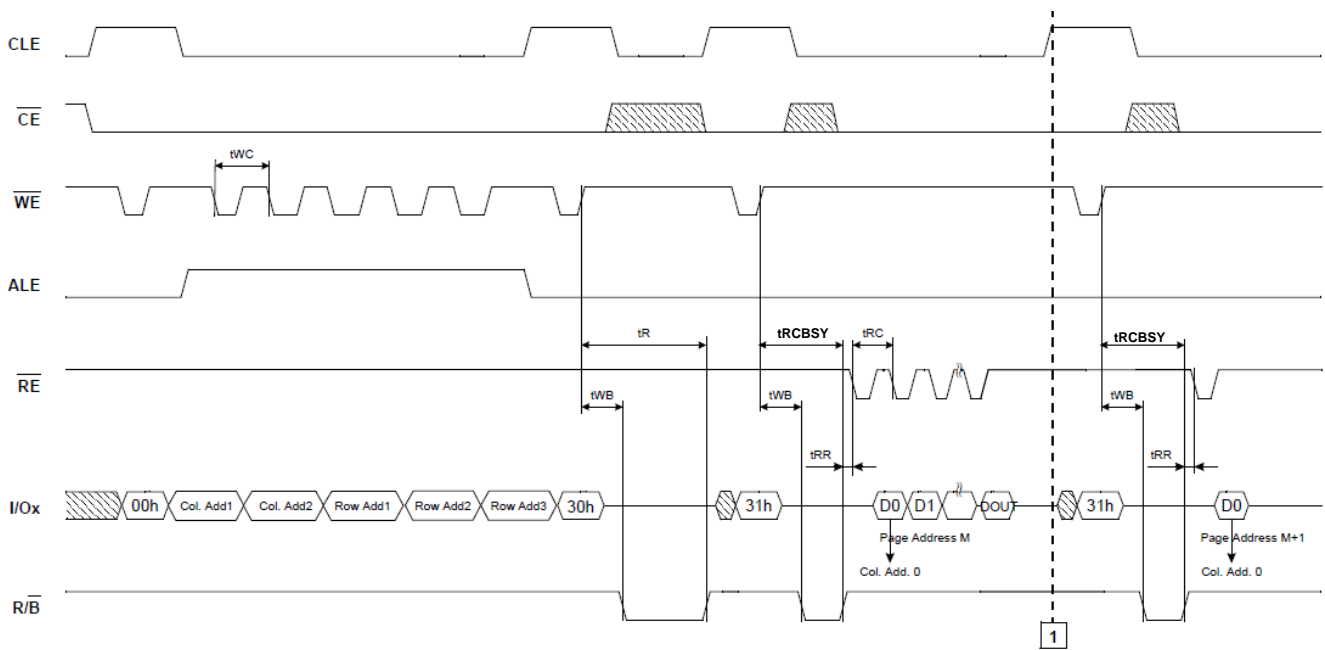 CLE
CE
tWC
WE
ALE
tR
tRCBSY
tRC
tRCBSY
RE
tWB
tWB
tWB
tRR
tRR
I/Ox
00h
Col. Add1
Col. Add2
Row Add1
Row Add2
Row Add3
30h
31h
D0
D1
DOUT
31h
D0
Page Address M
Page Address M+1
Col. Add. 0
Col. Add. 0
R/B
1